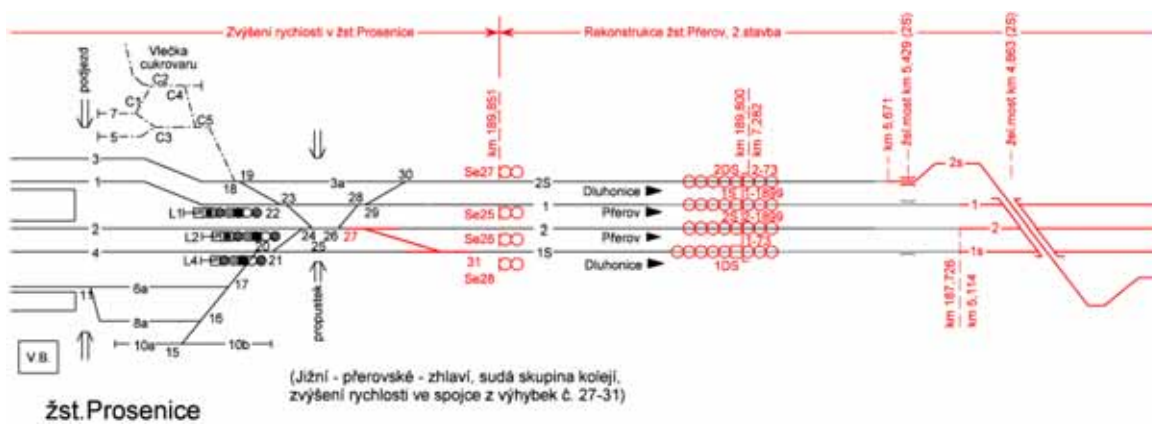 Zvýšení rychlosti v žst.Prosenice
Rekonstrukce žst.Přerov, 2.stavba
podjezd
Vlečka
cukrovaru
C2
C1
C4
7
C5
5
C3
km 189,851
km 189,800
km 7,282
km 5,671
žel.most km 5,429 (2S)
žel.most km 4,863 (2S)
3
19
30
Se27
2DS
2-73
2s
18
3a
2S
1
23
28
Dluhonice
1S
1-1899
L1
22
29
Se25
1
Přerov
2S
2-1899
1
2
24
26
27
2
2
L2
20
25
Se26
Přerov
1-73
4
1S
1s
L4
21
31
Dluhonice
1DS
Se28
17
11
6a
16
8a
10a
15
10b
propustek
km 187,726
km 5,114
V.B.
(Jižní - přerovské - zhlaví, sudá skupina kolejí,
zvýšení rychlosti ve spojce z výhybek č. 27-31)
žst.Prosenice